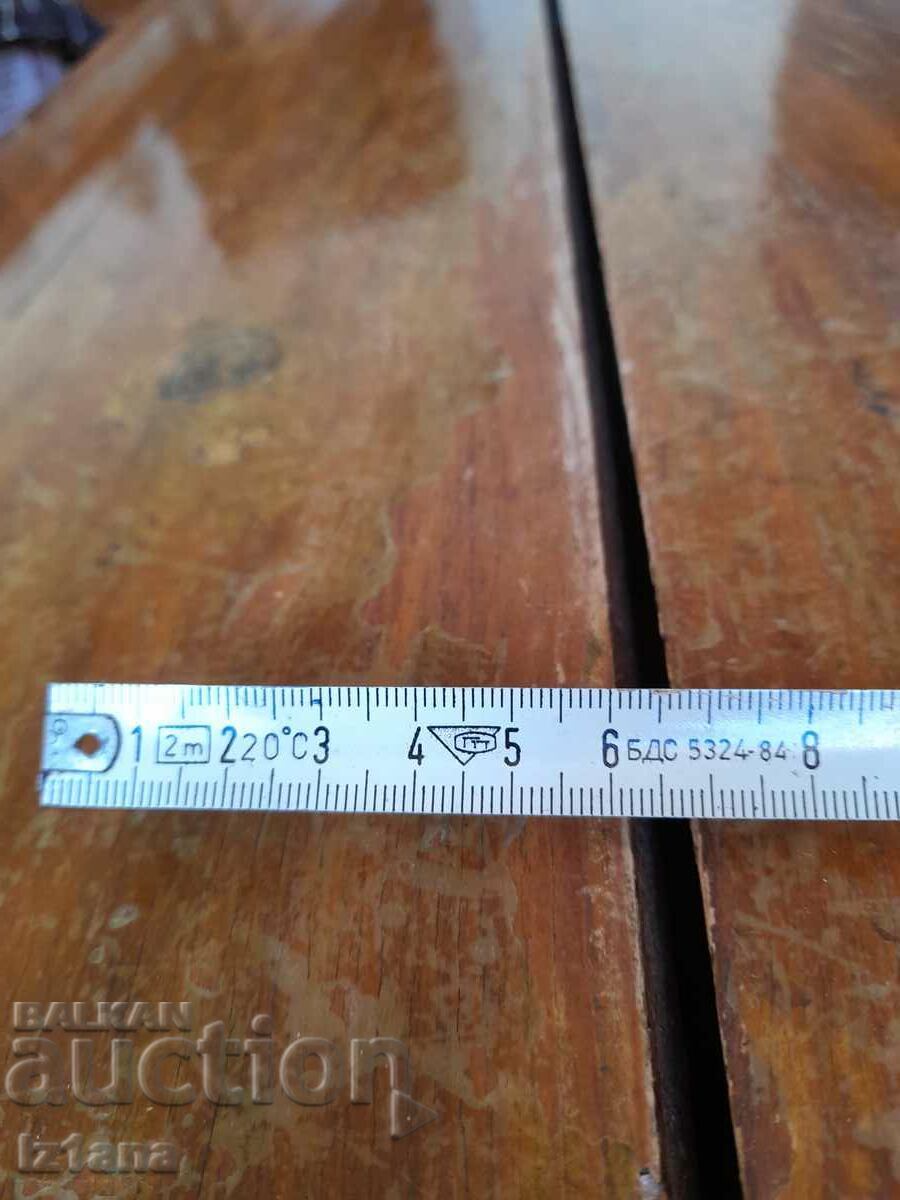 1 2m 2 20°C 3 4 5 6 БДС 5324-84 8
BALKAN
auction
Iz1ana